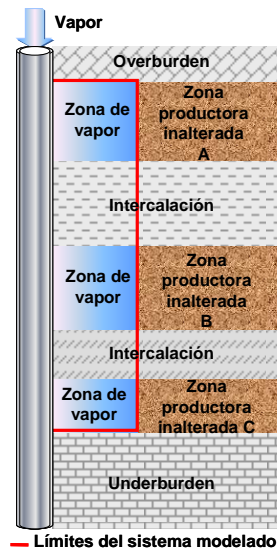 Vapor
Overburden
Zona de
vapor
Zona
productora
inalterada
A
Intercalación
Zona de
vapor
Zona
productora
inalterada
B
Intercalación
Zona de
vapor
Zona
productora
inalterada C
Underburden
Límites del sistema modelado